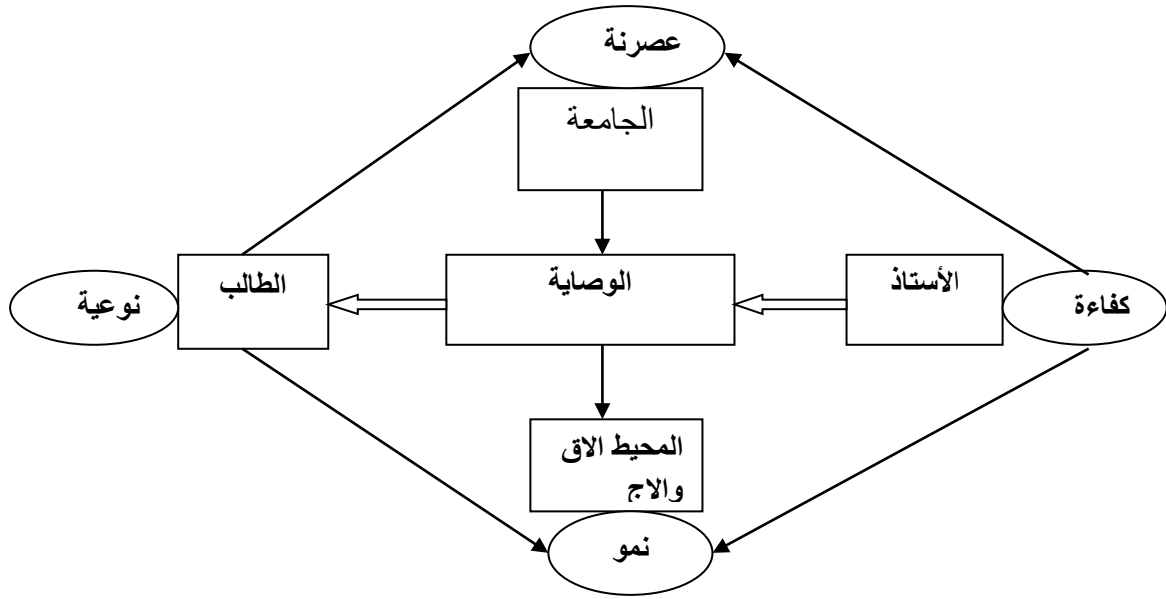 عصرنة
الجامعة
كفاءة
الأستاذ
الوصاية
الطالب
نوعية
المحيط الاق
والاج
نمو